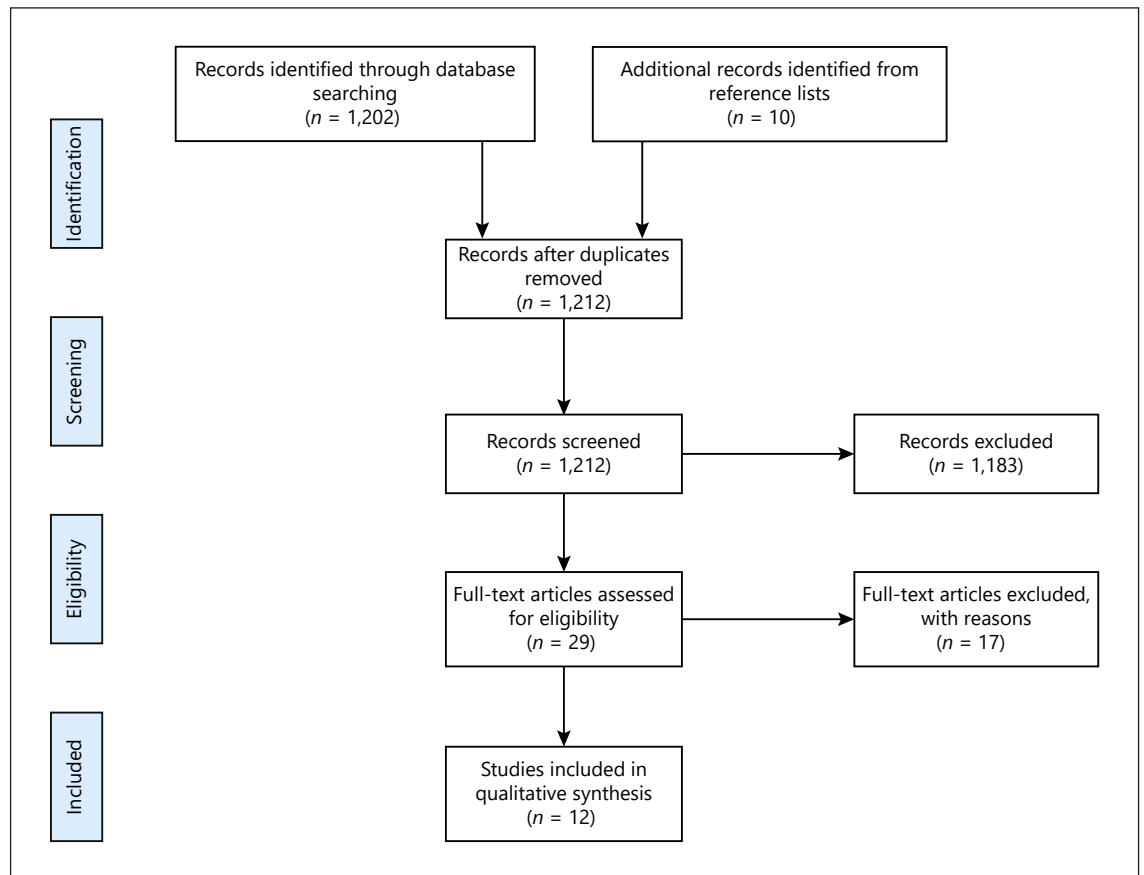 Records identified through database
searching
(n = 1,202)
Additional records identified from
reference lists
(n = 10)
Identification
Records after duplicates
removed
(n = 1,212)
Screening
Records screened
(n = 1,212)
Records excluded
(n = 1,183)
Eligibility
Full-text articles assessed
for eligibility
(n = 29)
Full-text articles excluded,
with reasons
(n = 17)
Included
Studies included in
qualitative synthesis
(n = 12)